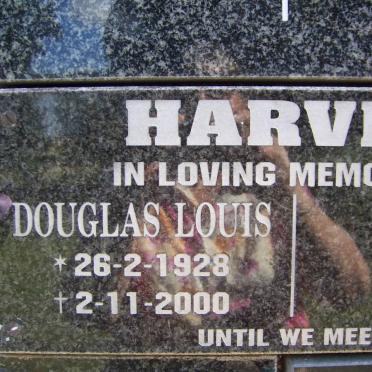 HARV
IN LOVING MEMO
DOUGLAS LOUIS
* 26-2-1928
† 2-11-2000
UNTIL WE MEE